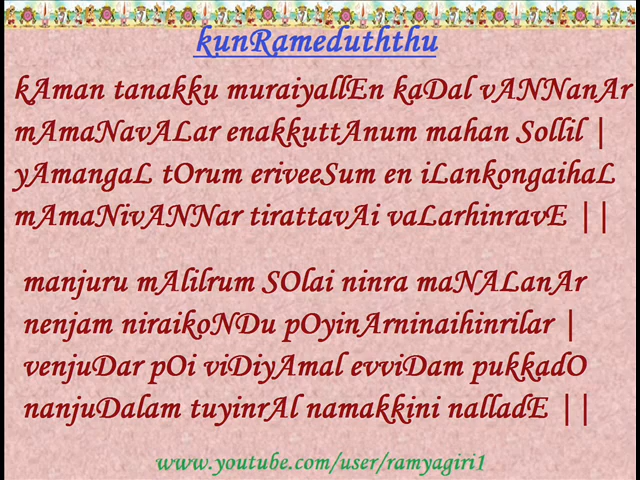 kunRameduththu
kAman tanakku muraiyallEn kaDal vANNanAr
mAmaNavALar enakkuttAnum mahan Sollil |
yAmangaL tOrum eriveeSum en iLankongaihaL
mAmaNivANNar tirattavAi vaLarhinravE ||
manjuru mAlilrum SOlai ninra maNALanAr
nenjam niraikoNDu pOyinArninaihinrilar |
venjuDar pOi viDiyAmal evviDam pukkadO
nanjuDalam tuyinrAl namakkini nalladE ||
www.youtube.com/user/ramyagiri1